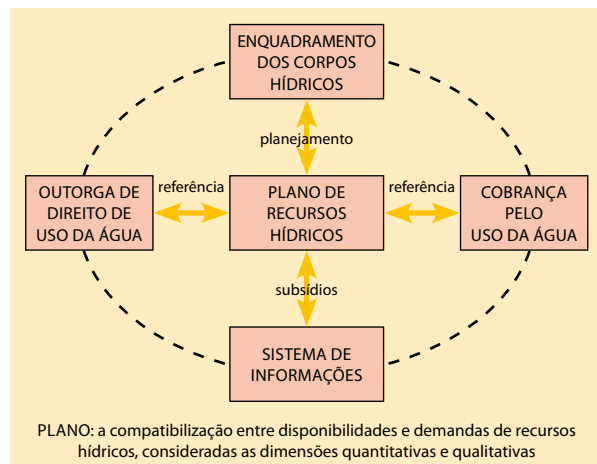 ENQUADRAMENTO
DOS CORPOS
HÍDRICOS
planejamento
OUTORGA DE
DIREITO DE
USO DA ÁGUA
referência
PLANO DE
RECURSOS
HÍDRICOS
referência
COBRANÇA
PELO
USO DA ÁGUA
subsídios
SISTEMA DE
INFORMAÇÕES
PLANO: a compatibilização entre disponibilidades e demandas de recursos
hídricos, consideradas as dimensões quantitativas e qualitativas